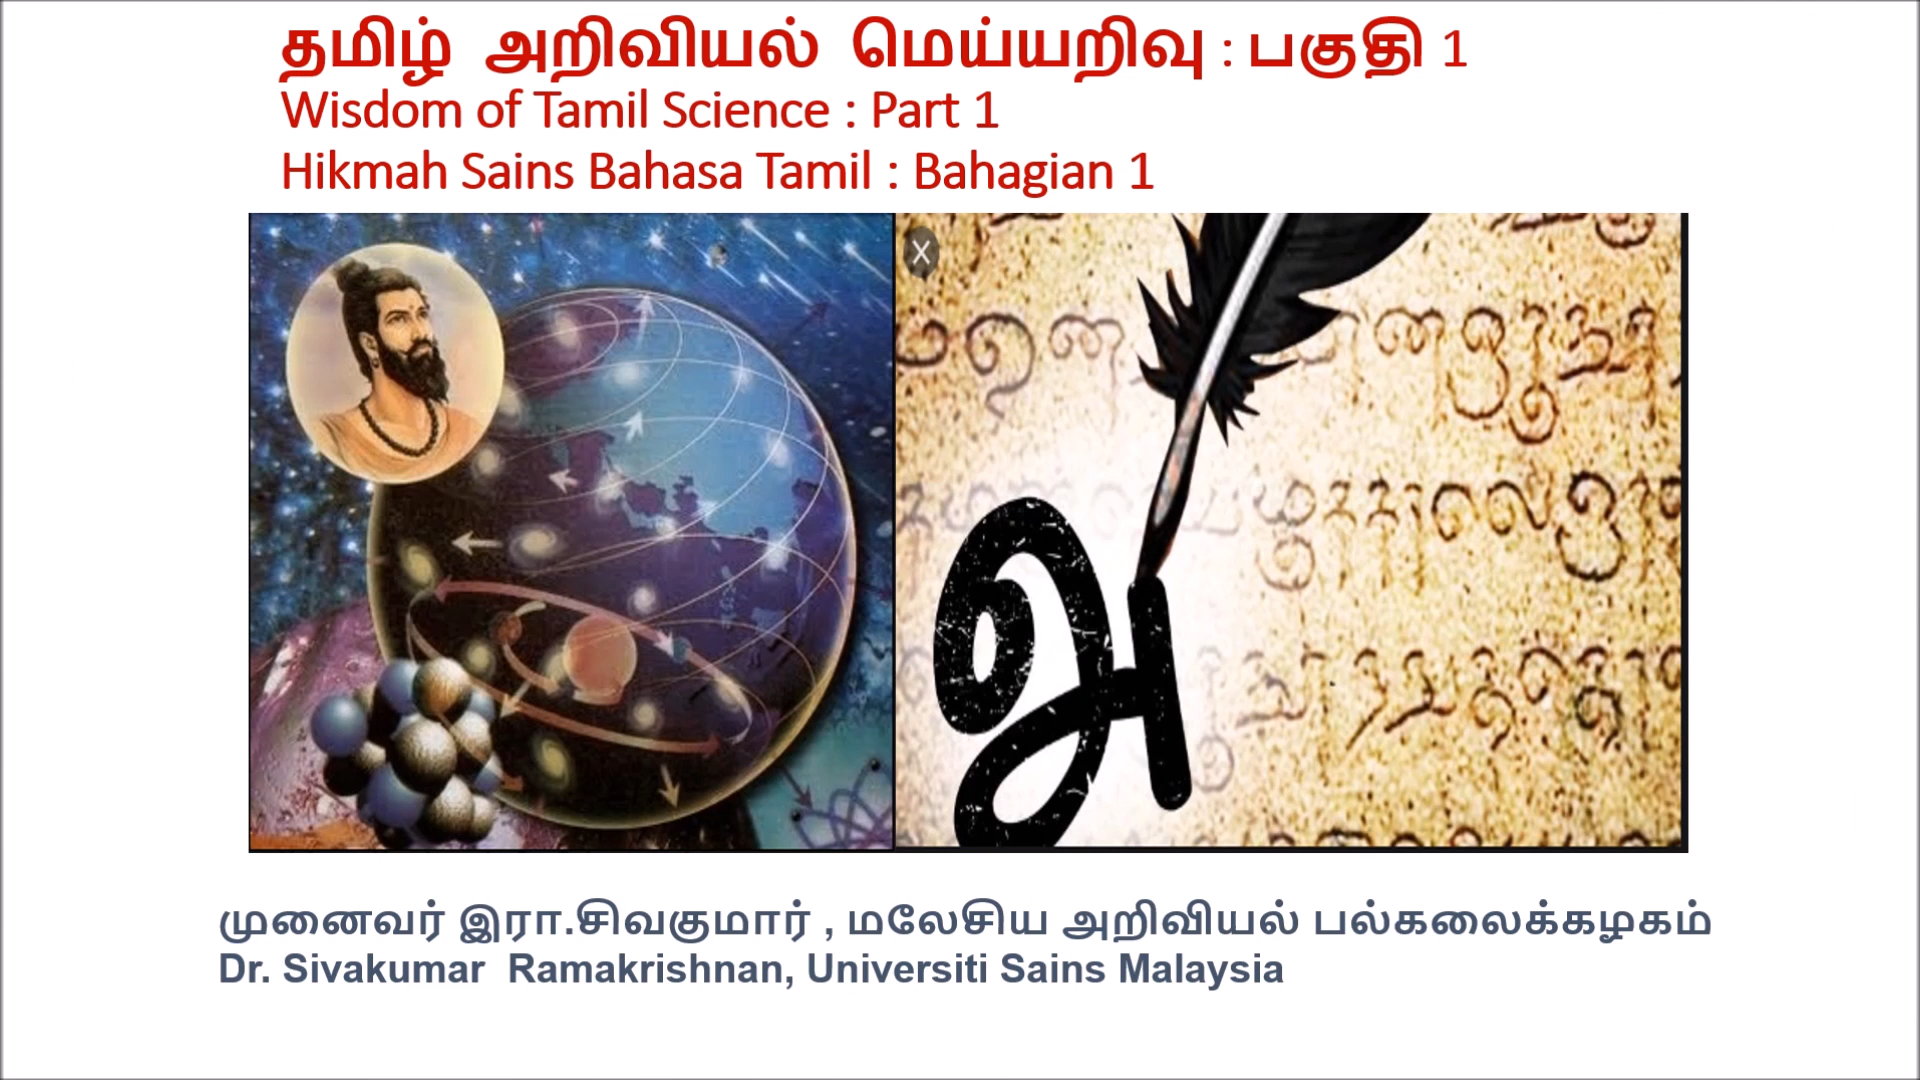 தமிழ் அறிவியல் மெய்யறிவு : பகுதி 1
Wisdom of Tamil Science : Part 1
Hikmah Sains Bahasa Tamil : Bahagian 1
X
அ
முனைவர் இரா.சிவகுமார் , மலேசிய அறிவியல் பல்கலைக்கழகம்
Dr. Sivakumar Ramakrishnan, Universiti Sains Malaysia